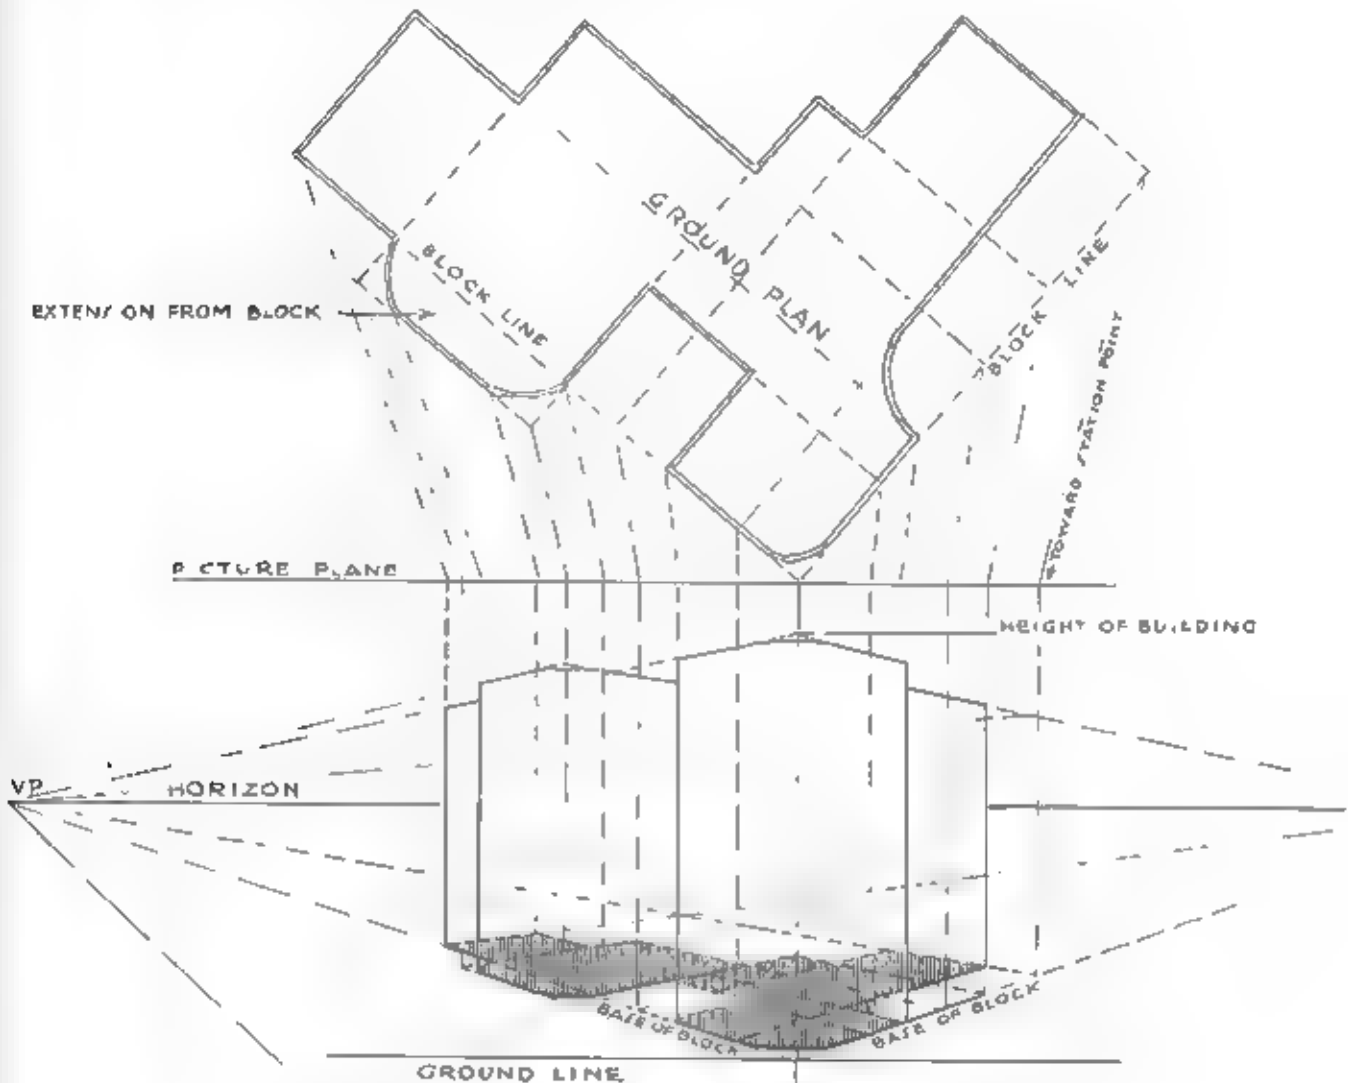 GROUND PLAN
BLOCK LINE
BLOCK LINE
EXTENSION FROM BLOCK
TOWARD STATION POINT
PICTURE PLANE
HEIGHT OF BUILDING
VP
HORIZON
BASE OF BLOCK
BASE OF BLOCK
GROUND LINE